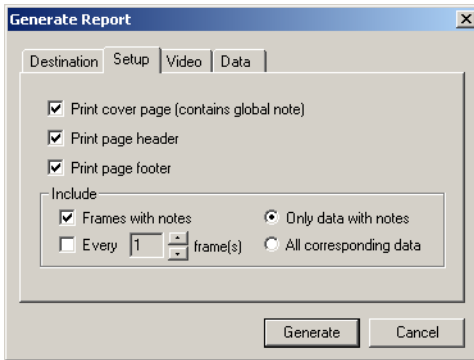 Generate Report
Destination Setup Video Data
Print cover page (contains global note)
Print page header
Print page footer
Include
Frames with notes Only data with notes
Every 1 frame(s) All corresponding data
Generate Cancel